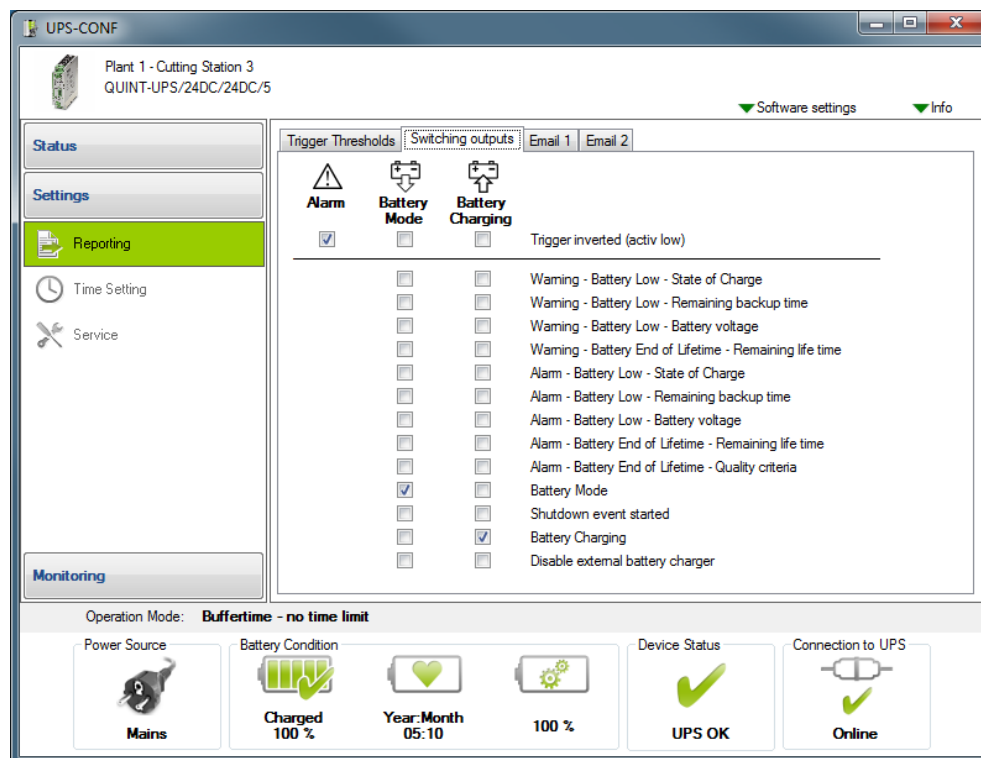 UPS-CONF
Plant 1 - Cutting Station 3
QUINT-UPS/24DC/24DC/5
Software settings Info
Status
Settings
Reporting
Time Setting
Service
Monitoring
Trigger Thresholds Switching outputs Email 1 Email 2
Alarm Battery Mode Battery Charging
Trigger inverted (activ low)
Warning - Battery Low - State of Charge
Warning - Battery Low - Remaining backup time
Warning - Battery Low - Battery voltage
Warning - Battery End of Lifetime - Remaining life time
Alarm - Battery Low - State of Charge
Alarm - Battery Low - Remaining backup time
Alarm - Battery Low - Battery voltage
Alarm - Battery End of Lifetime - Remaining life time
Alarm - Battery End of Lifetime - Quality criteria
Battery Mode
Shutdown event started
Battery Charging
Disable external battery charger
Operation Mode: Buffertime - no time limit
Power Source
Mains
Battery Condition
Charged
100 %
Year:Month
05:10
100 %
Device Status
UPS OK
Connection to UPS
Online